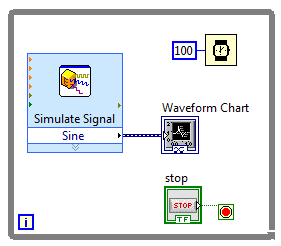 100
Simulate Signal
Sine
Waveform Chart
stop
STOP
TF
i